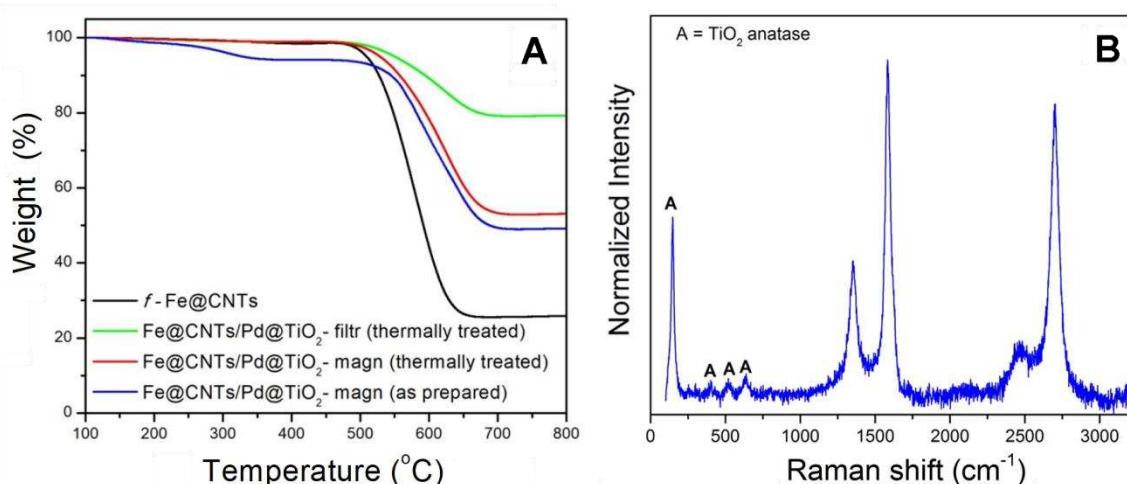 A
100
80
60
40
20
0
Weight (%)
f - Fe@CNTs
Fe@CNTs/Pd@TiO₂- filtr (thermally treated)
Fe@CNTs/Pd@TiO₂- magn (thermally treated)
Fe@CNTs/Pd@TiO₂- magn (as prepared)
100 200 300 400 500 600 700 800
Temperature (°C)
B
A = TiO₂ anatase
Normalized Intensity
A
A A A
0 500 1000 1500 2000 2500 3000
Raman shift (cm⁻¹)